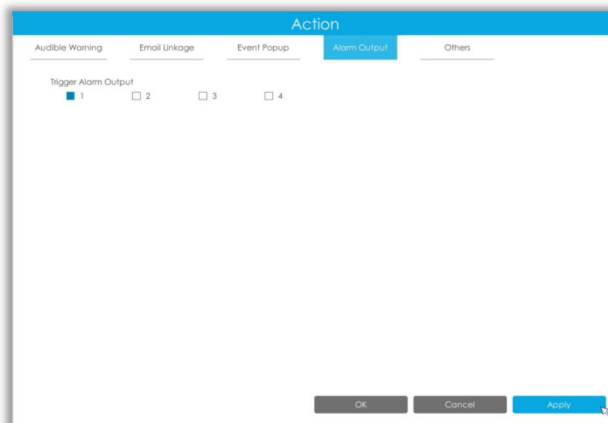 Action
Audible Warning Email Linkage Event Popup Alarm Output Others
Trigger Alarm Output
1 2 3 4
OK Cancel Apply